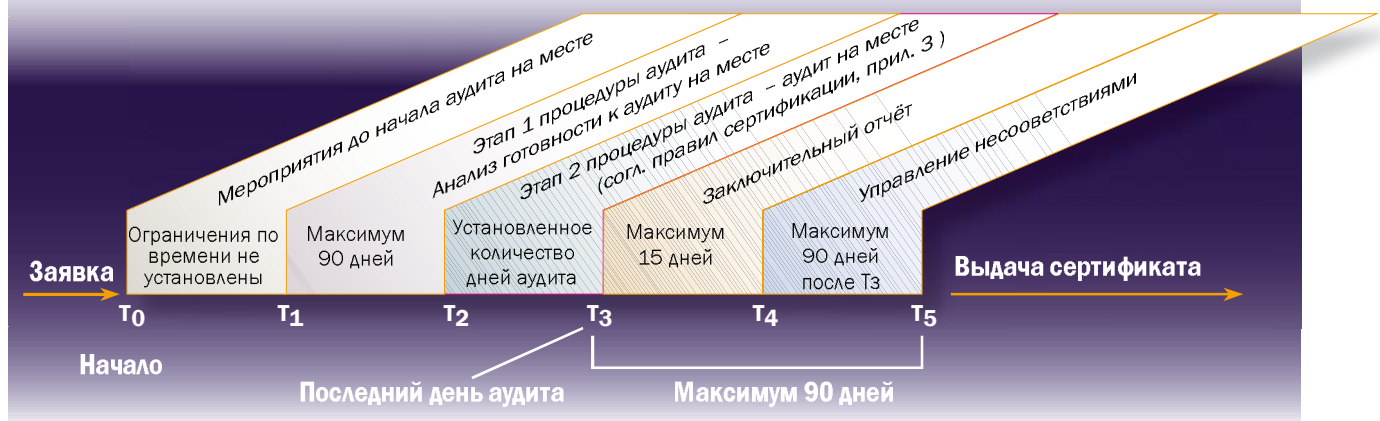 Мероприятия до начала аудита на месте
Этап 1 процедуры аудита –
Анализ готовности к аудиту на месте
Этап 2 процедуры аудита – аудит на месте
(согл. правил сертификации, прил. 3 )
Заключительный отчёт
Управление несооветствиями
Ограничения по
времени не
установлены
Максимум
90 дней
Установленное
количество
дней аудита
Максимум
15 дней
Максимум
90 дней
после Тз
Заявка
Выдача сертификата
T0
T1
T2
T3
T4
T5
Начало
Последний день аудита
Максимум 90 дней